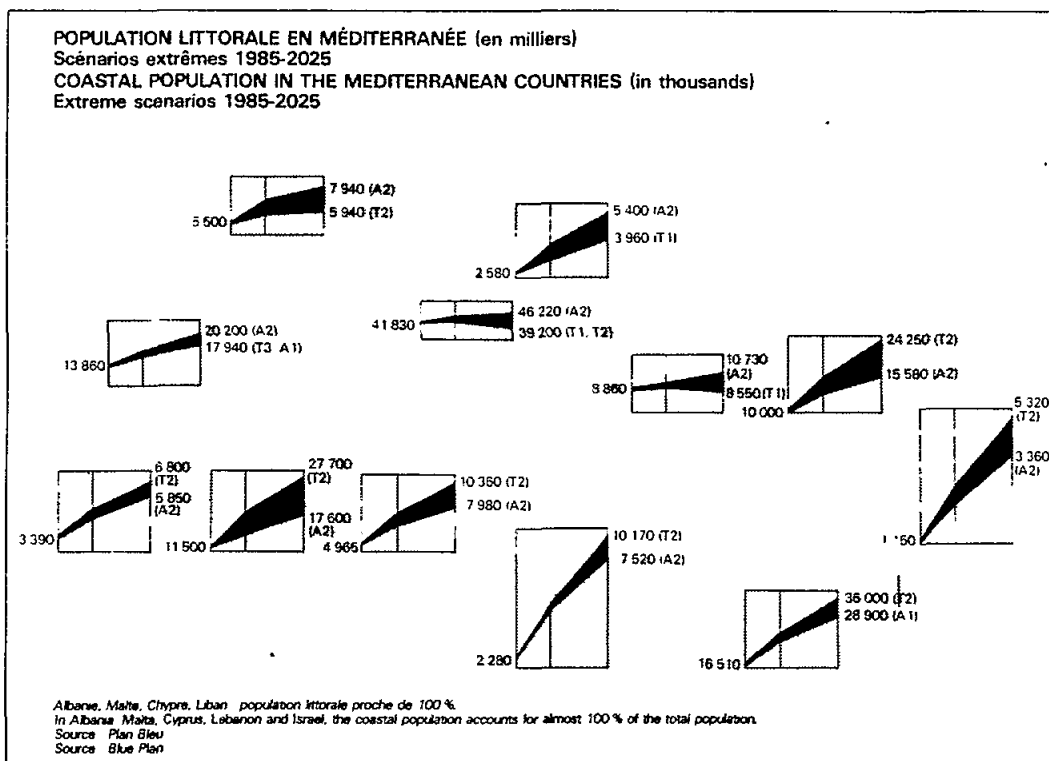 POPULATION LITTORALE EN MÉDITERRANÉE (en milliers)
Scénarios extrêmes 1985-2025
COASTAL POPULATION IN THE MEDITERRANEAN COUNTRIES (in thousands)
Extreme scenarios 1985-2025
7 940 (A2)
5 940 (T2)
5 500
5 400 (A2)
3 960 (T1)
2 580
46 220 (A2)
41 830
39 200 (T1, T2)
20 200 (A2)
17 940 (T3 A1)
13 860
24 250 (T2)
15 580 (A2)
10 000
10 730
(A2)
8 550 (T1)
8 860
5 320
(T2)
3 360
(A2)
6 800
(T2)
5 850
(A2)
3 390
27 700
(T2)
17 600
(A2)
11 500
10 360 (T2)
7 980 (A2)
4 965
10 170 (T2)
7 520 (A2)
2 280
36 000 (T2)
28 900 (A1)
16 510
Albanie, Malte, Chypre, Liban population littorale proche de 100 %.
In Albania Malta, Cyprus, Lebanon and Israel, the coastal population accounts for almost 100 % of the total population.
Source Plan Bleu
Source Blue Plan